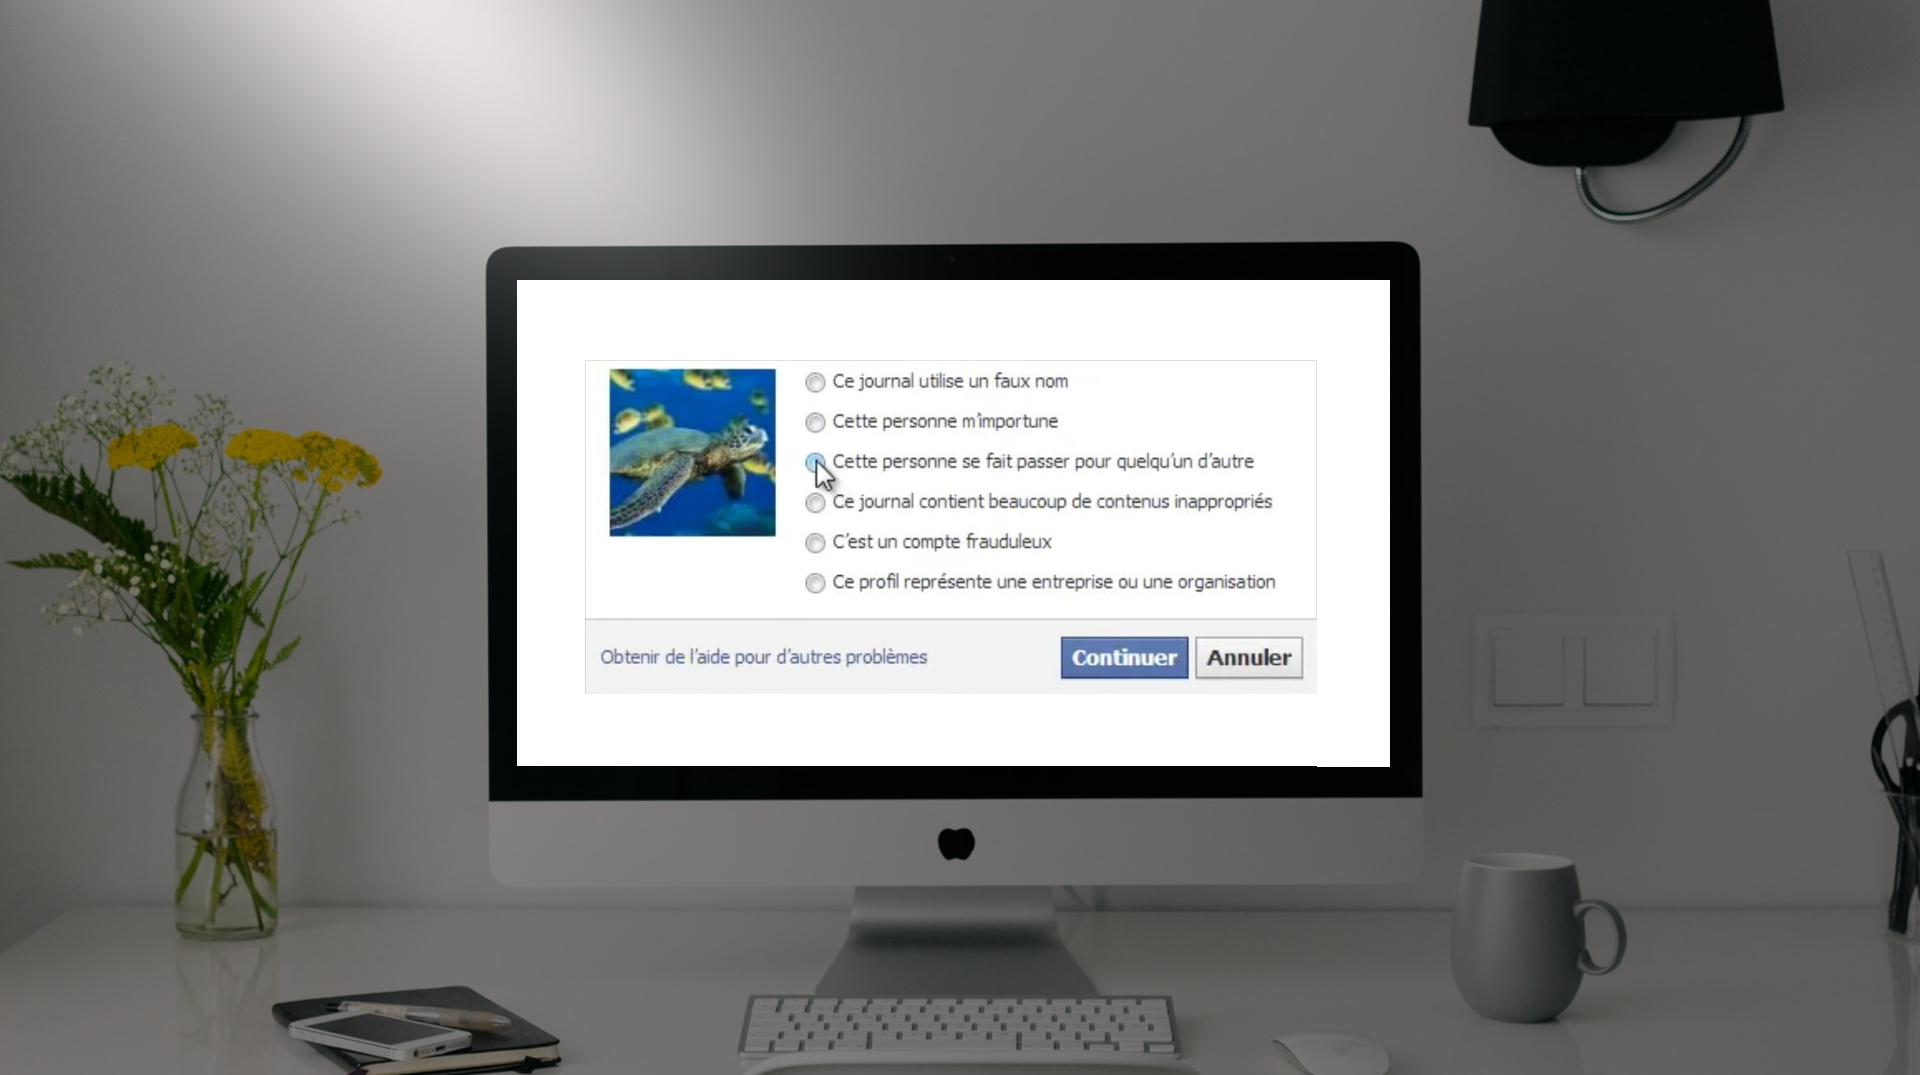 Ce journal utilise un faux nom
Cette personne m'importune
Cette personne se fait passer pour quelqu'un d'autre
Ce journal contient beaucoup de contenus inappropriés
C'est un compte frauduleux
Ce profil représente une entreprise ou une organisation
Obtenir de l'aide pour d'autres problèmes
Continuer
Annuler